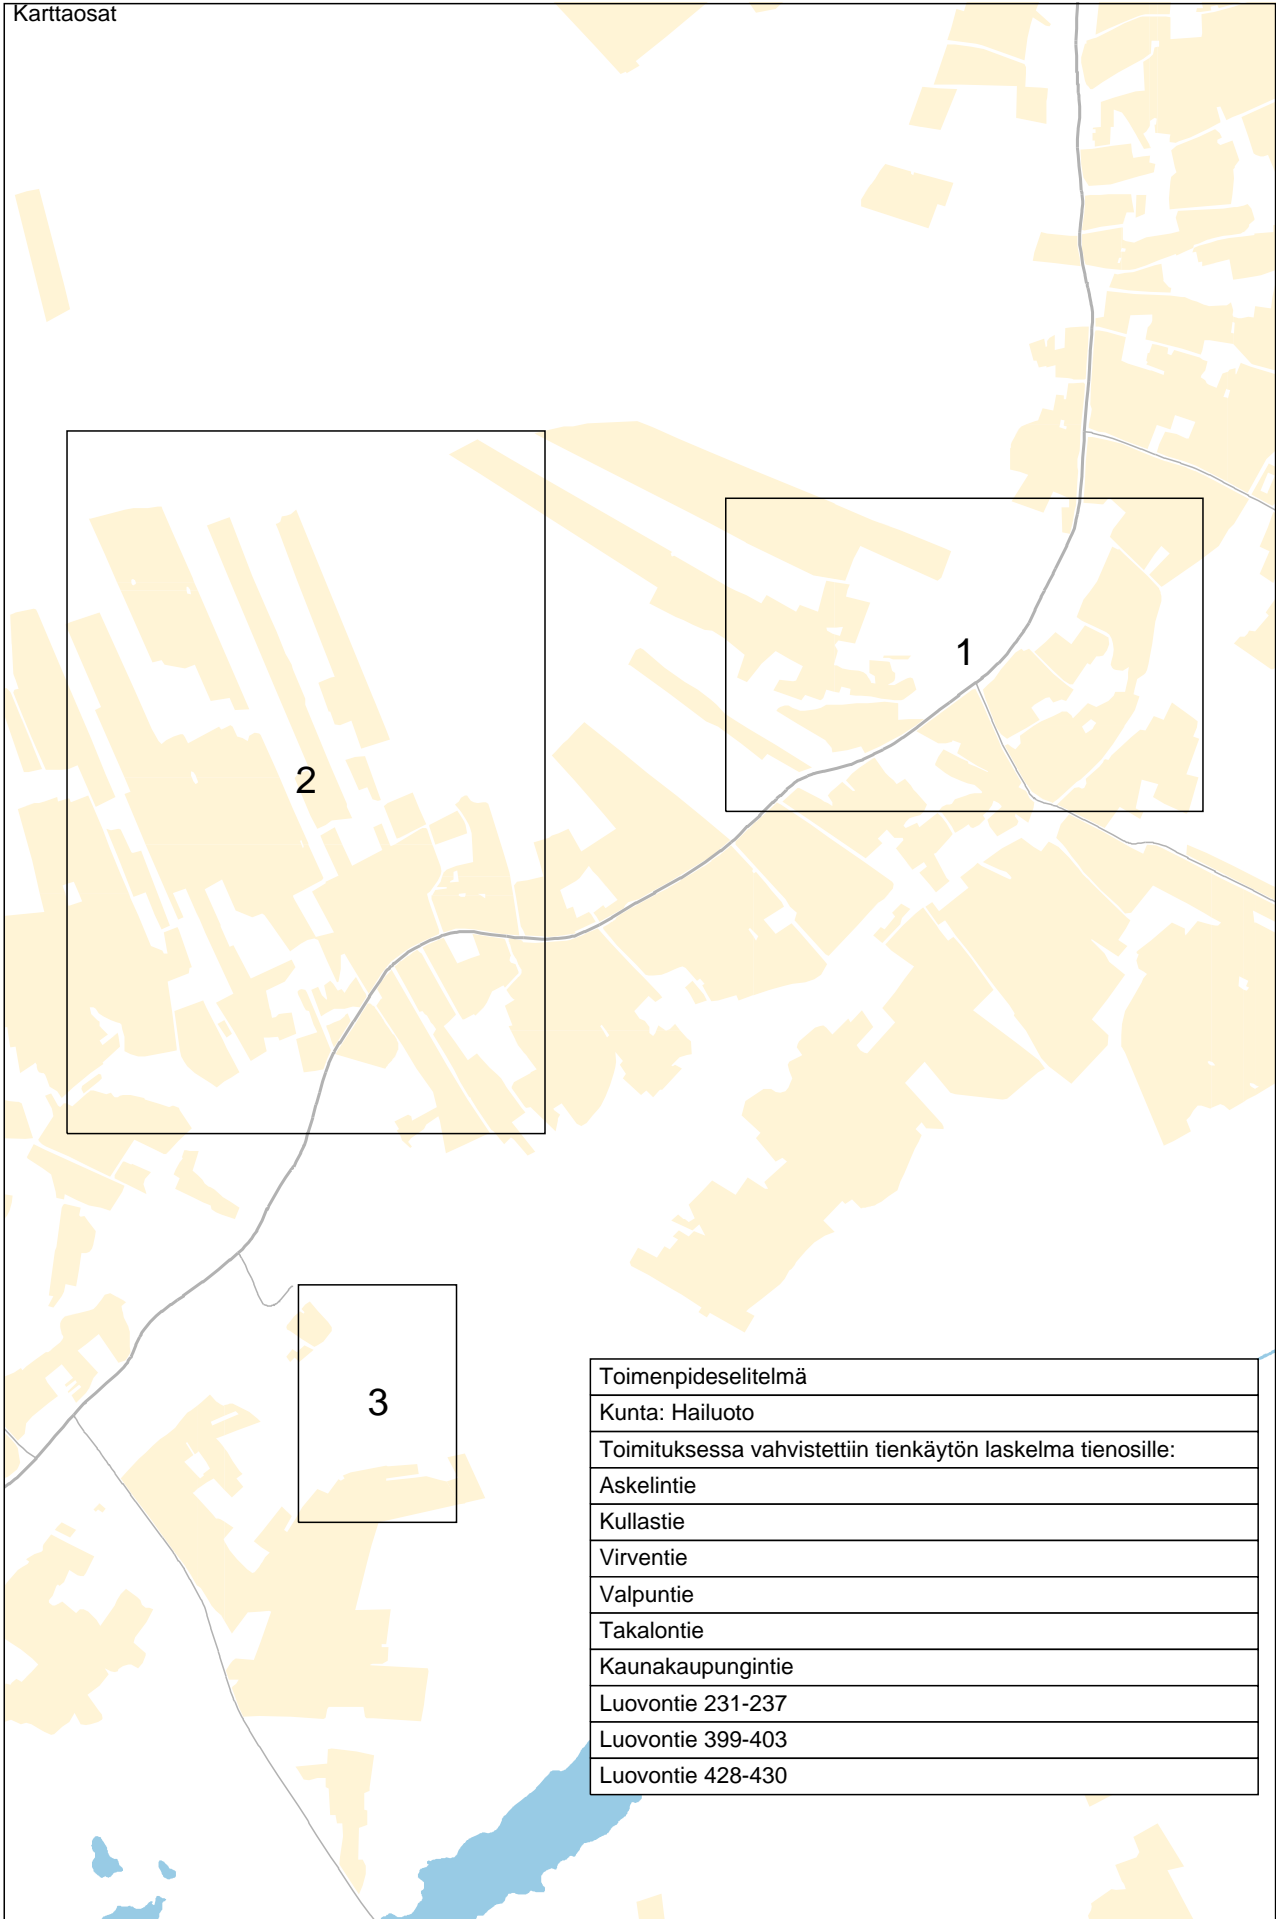 Karttaosat
1
2
3
Toimenpideselitelmä
Kunta: Hailuoto
Toimituksessa vahvistettiin tienkäytön laskelma tienosille:
Askelintie
Kullastie
Virventie
Valpuntie
Takalontie
Kaunakaupungintie
Luovontie 231-237
Luovontie 399-403
Luovontie 428-430